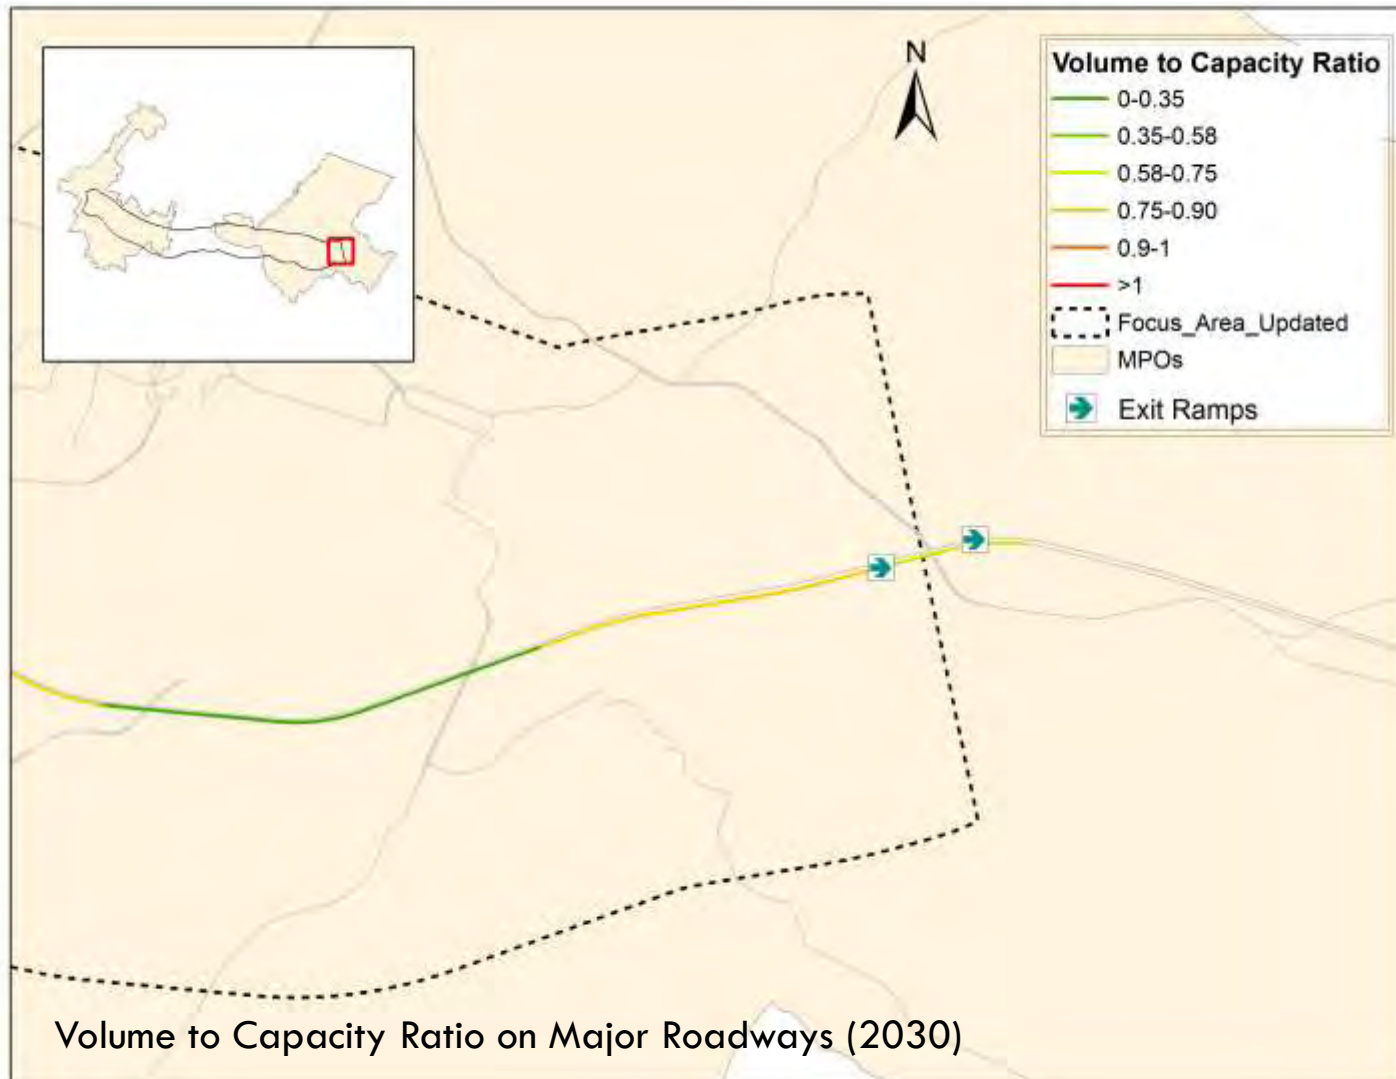 N
Volume to Capacity Ratio
0-0.35
0.35-0.58
0.58-0.75
0.75-0.90
0.9-1
>1
Focus_Area_Updated
MPOs
Exit Ramps
Volume to Capacity Ratio on Major Roadways (2030)